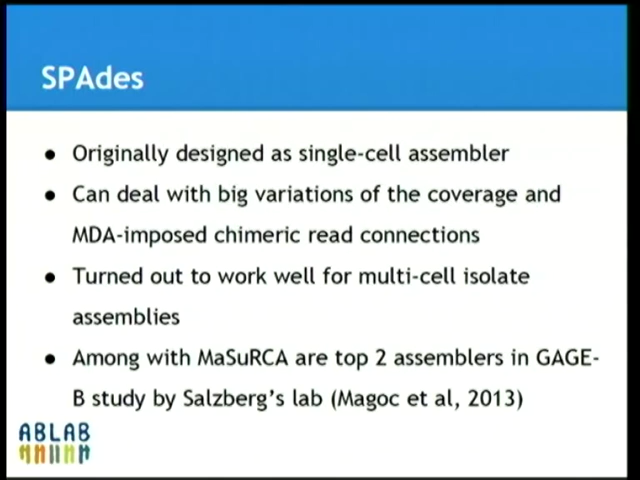 SPAdes
● Originally designed as single-cell assembler
● Can deal with big variations of the coverage and
MDA-imposed chimeric read connections
● Turned out to work well for multi-cell isolate
assemblies
● Among with MaSuRCA are top 2 assemblers in GAGE-
B study by Salzberg's lab (Magoc et al, 2013)
ABLAB